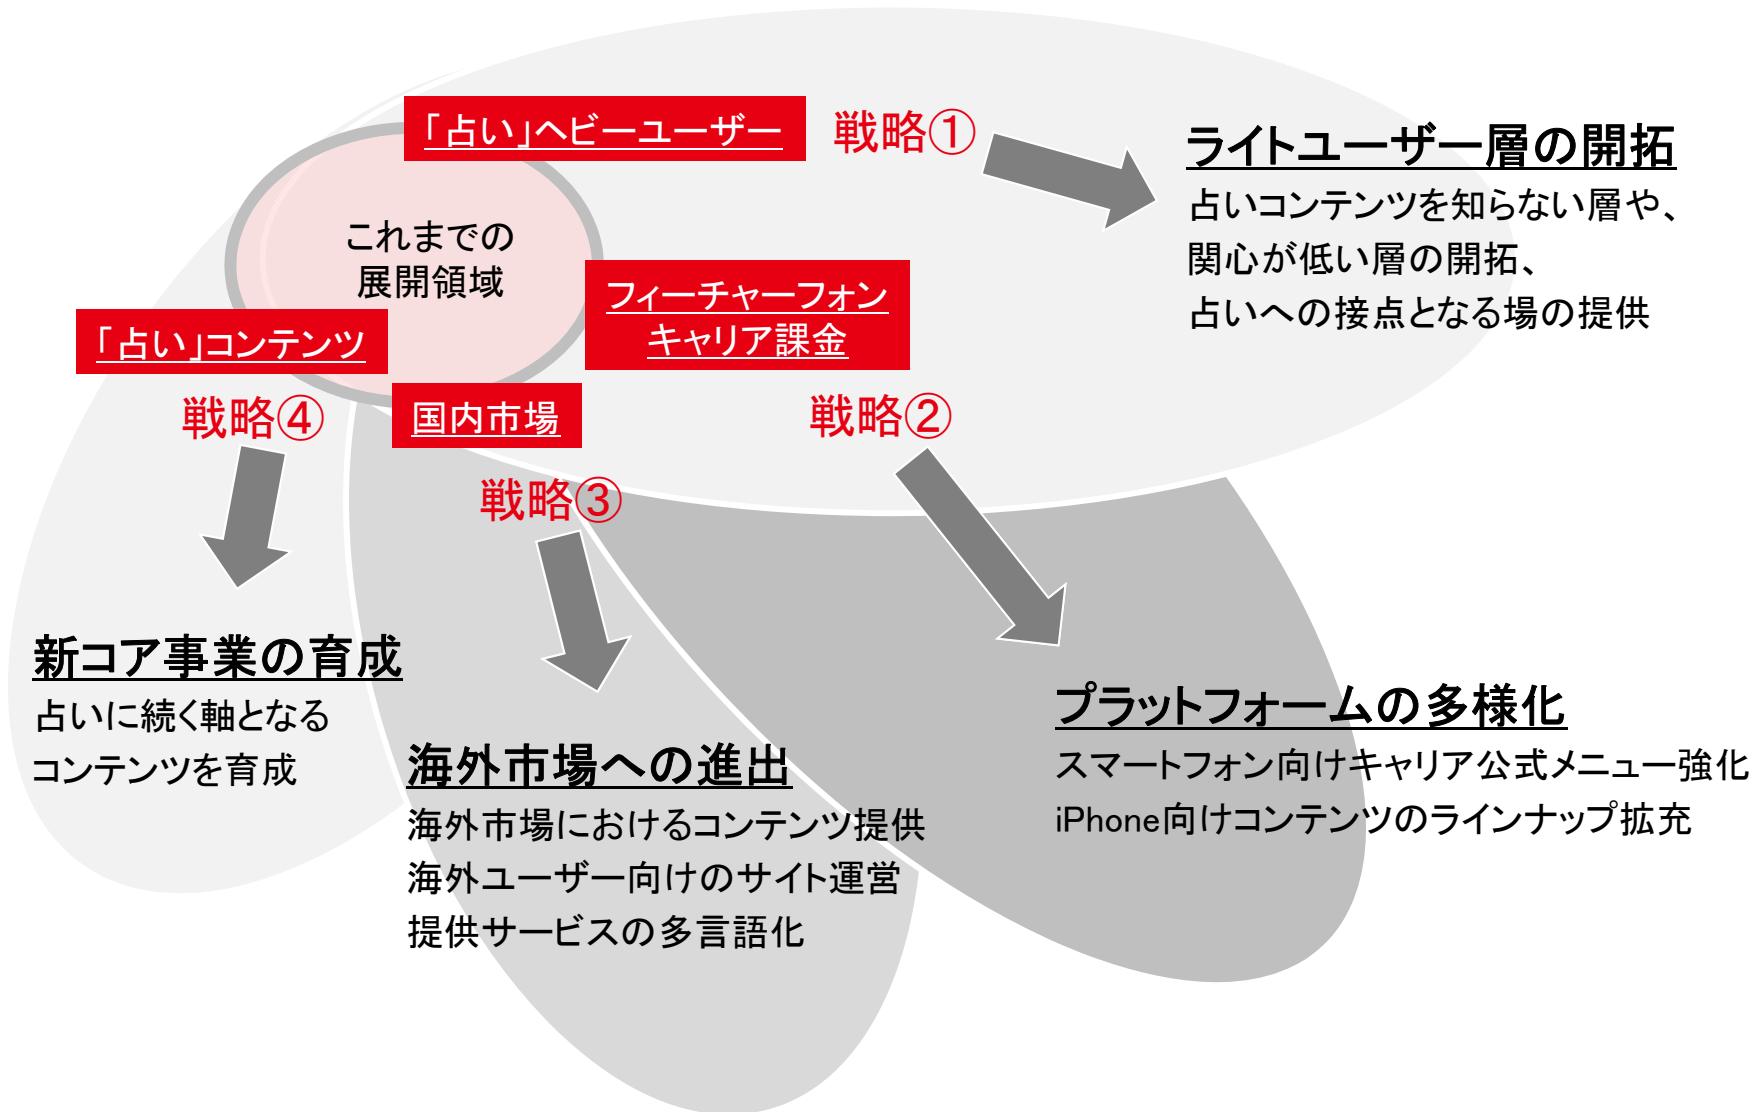 「占い」ヘビーユーザー
戦略①
ライトユーザー層の開拓
占いコンテンツを知らない層や、
関心が低い層の開拓、
占いへの接点となる場の提供
これまでの
展開領域
フィーチャーフォン
キャリア課金
「占い」コンテンツ
戦略④
国内市場
戦略②
戦略③
新コア事業の育成
占いに続く軸となる
コンテンツを育成
プラットフォームの多様化
スマートフォン向けキャリア公式メニュー強化
iPhone向けコンテンツのラインナップ拡充
海外市場への進出
海外市場におけるコンテンツ提供
海外ユーザー向けのサイト運営
提供サービスの多言語化